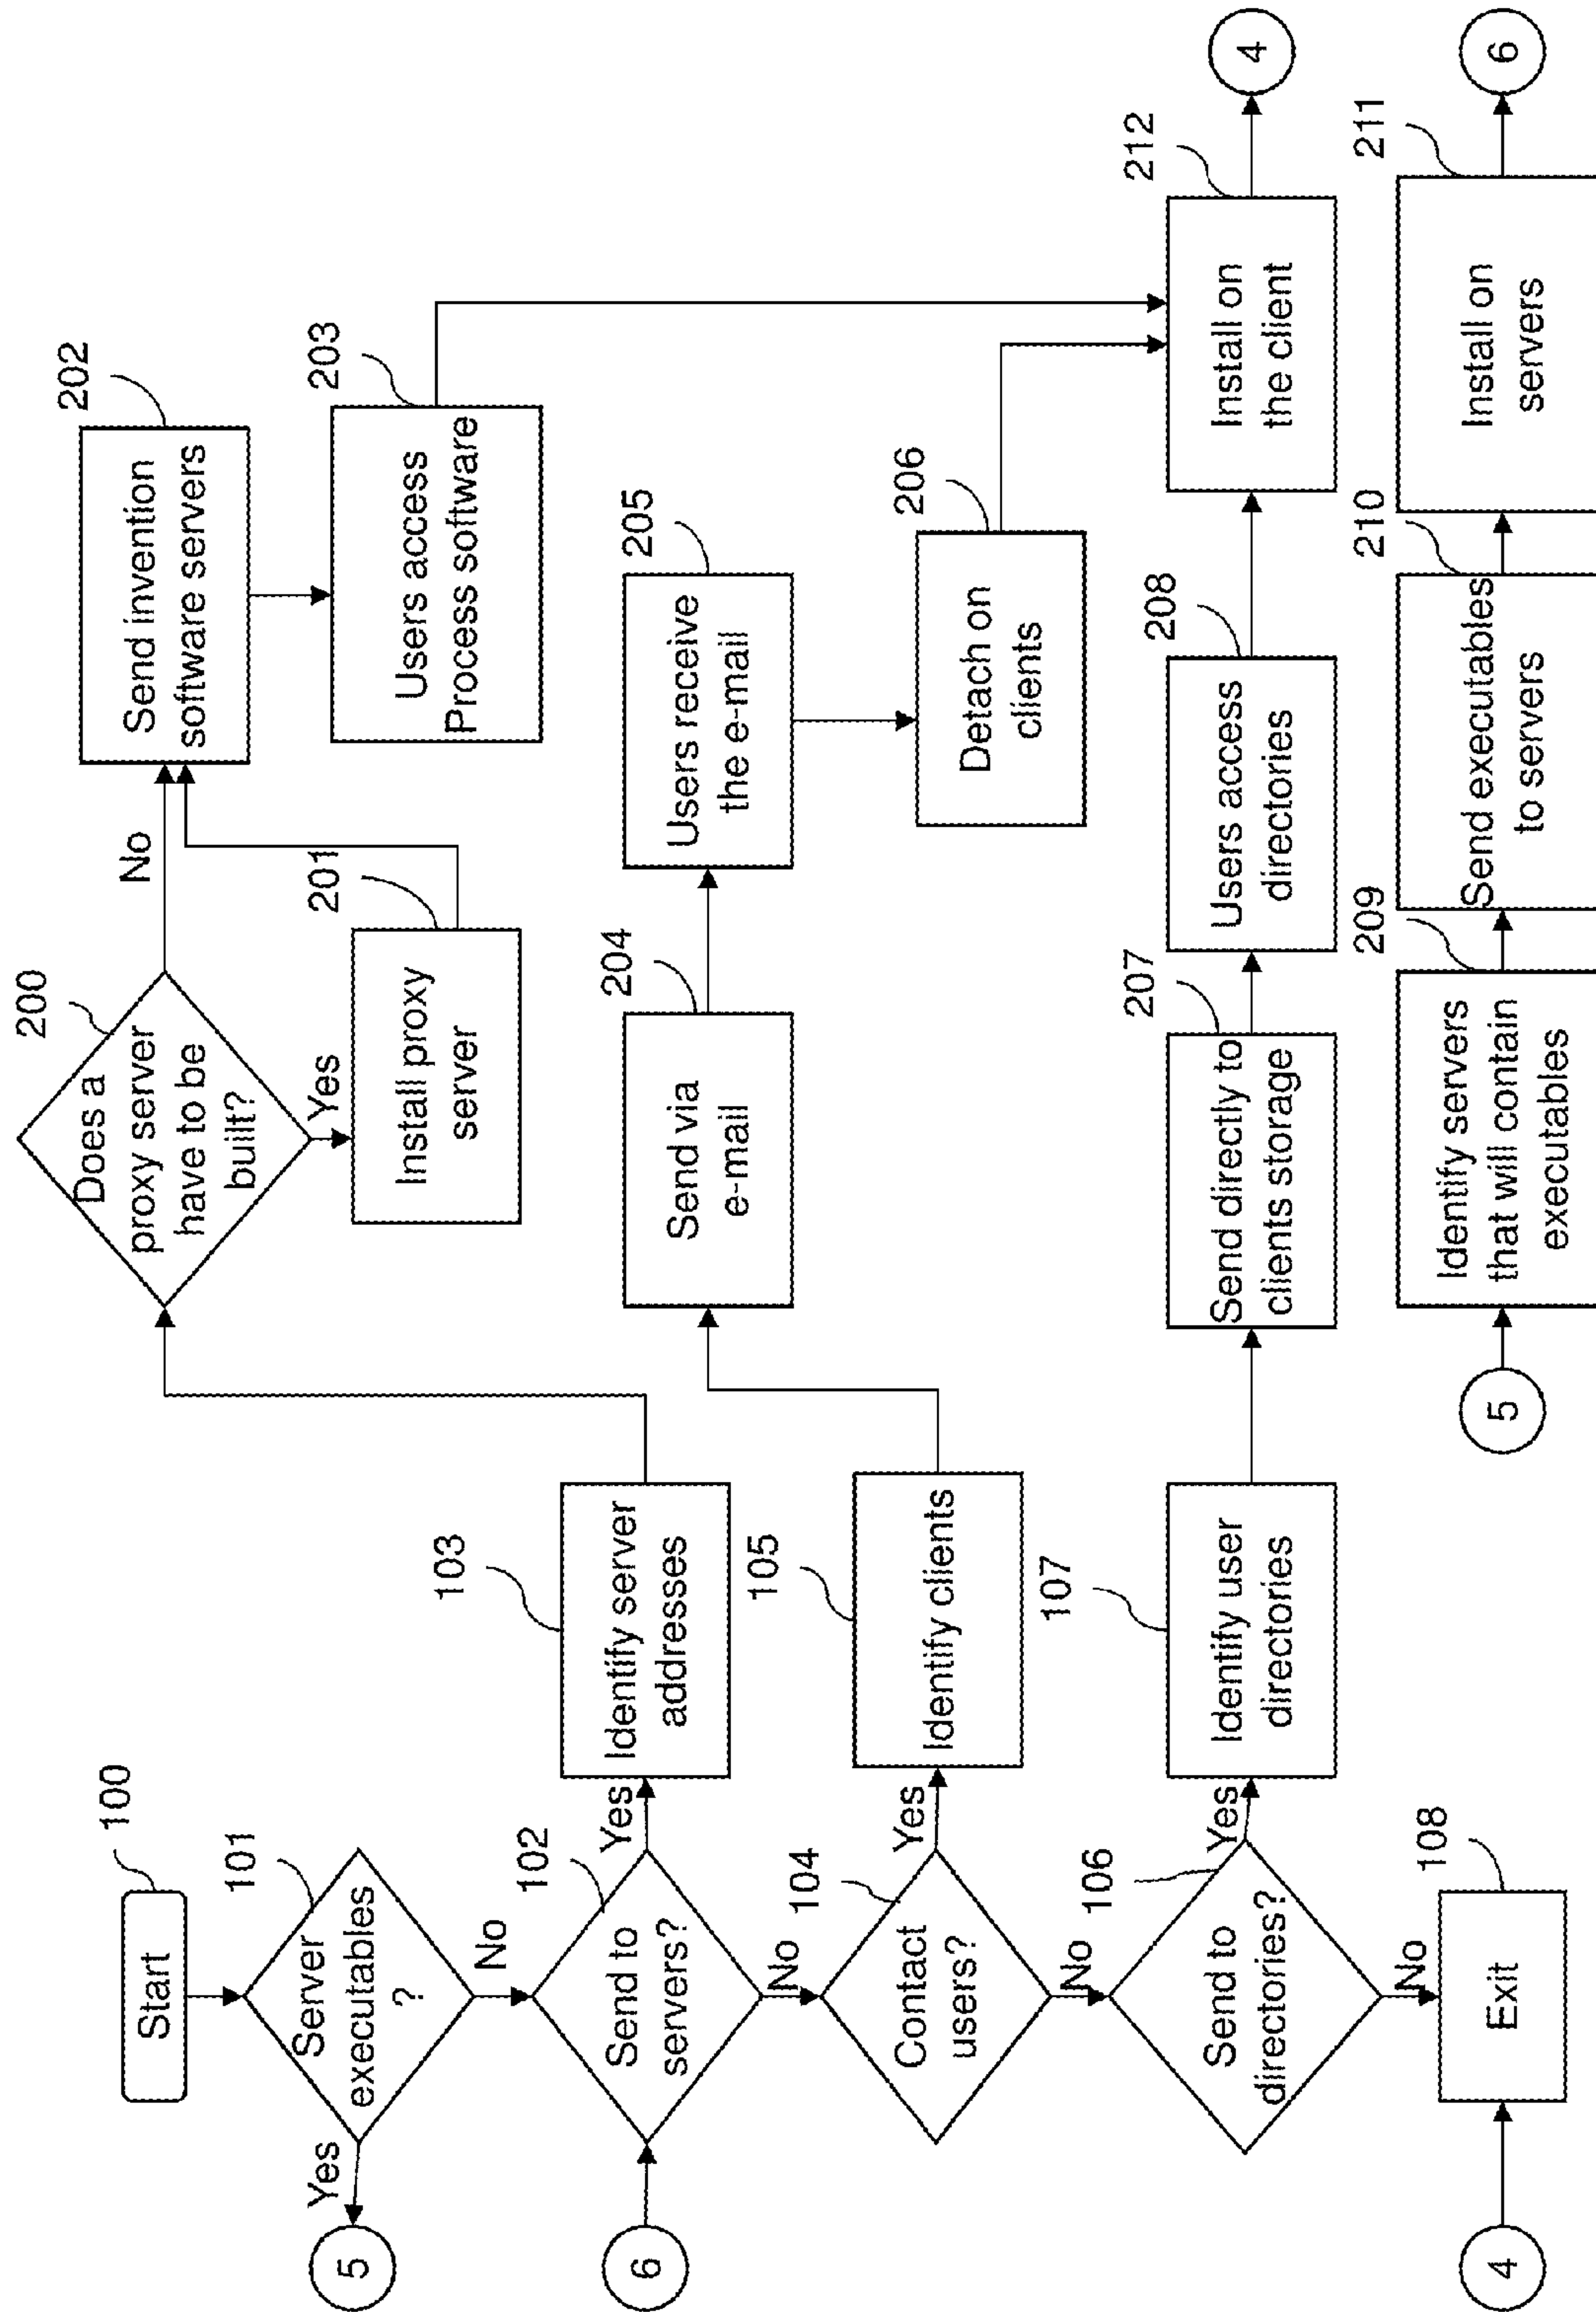 100
Start
101
Server
executables
?
Yes
5
No
102
6
Send to
servers?
Yes
103
Identify server
addresses
No
104
Contact
users?
Yes
105
Identify clients
No
106
Send to
directories?
Yes
107
Identify user
directories
No
108
4
Exit
200
Does a
proxy server
have to be
built?
No
Yes
201
Install proxy
server
202
Send invention
software servers
203
Users access
Process software
204
Send via
e-mail
205
Users receive
the e-mail
206
Detach on
clients
207
Send directly to
clients storage
208
Users access
directories
212
Install on
the client
4
5
209
Identify servers
that will contain
executables
210
Send executables
to servers
211
Install on
servers
6